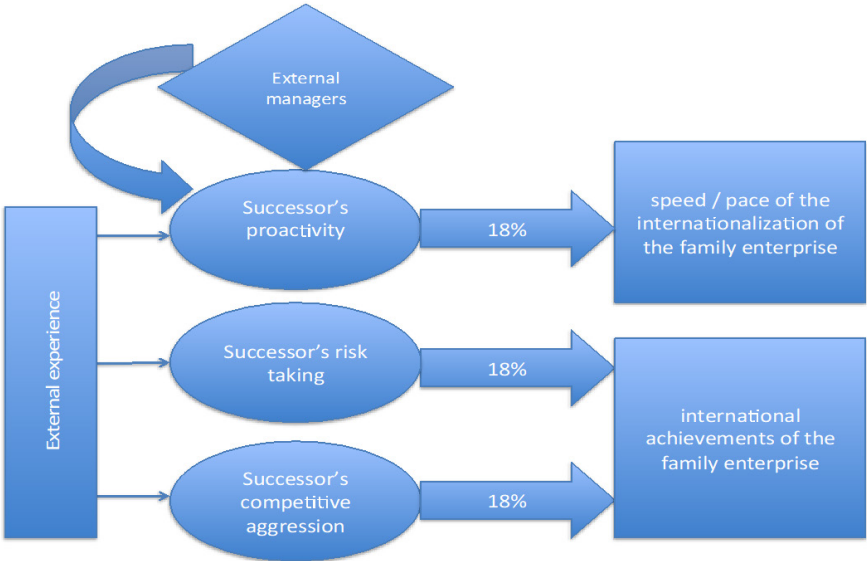 External
managers
Successor's
proactivity
18%
speed / pace of the
internationalization of
the family enterprise
External experience
Successor's risk
taking
18%
international
achievements of the
family enterprise
Successor's
competitive
aggression
18%